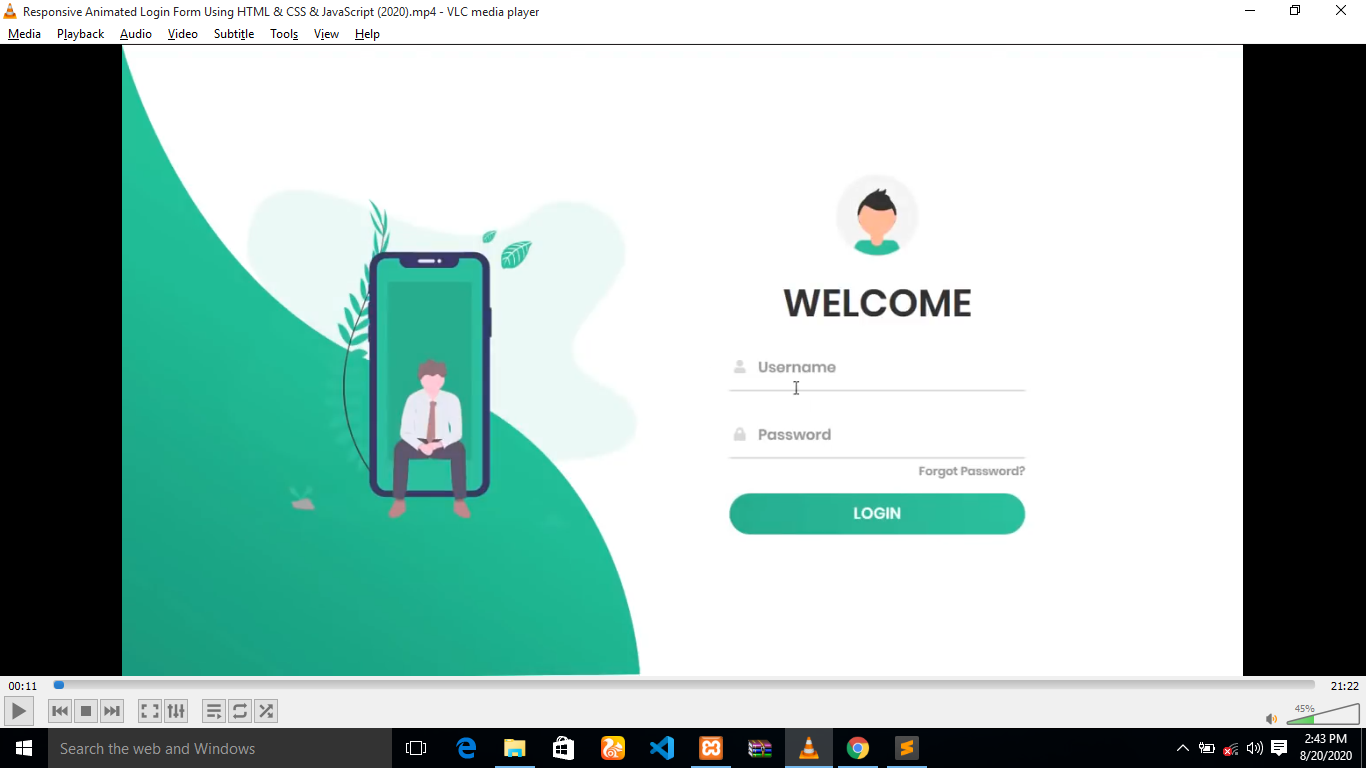 Responsive Animated Login Form Using HTML & CSS & JavaScript (2020).mp4 - VLC media player
Media Playback Audio Video Subtitle Tools View Help
WELCOME
Username
Password
Forgot Password?
LOGIN
00:11 21:22
45%
Search the web and Windows
2:43 PM
8/20/2020